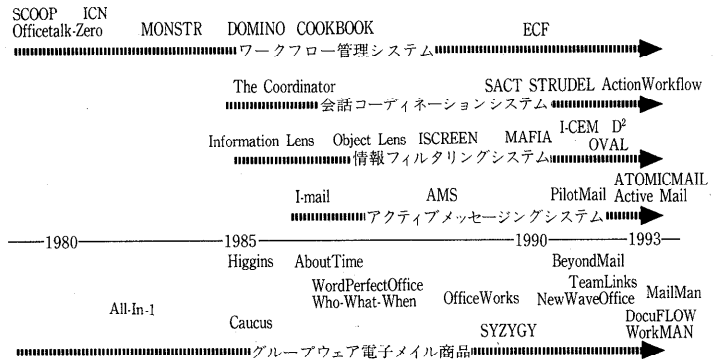 SCOOP ICN
Officetalk-Zero MONSTR DOMINO COOKBOOK ECF
ワークフロー管理システム
The Coordinator SACT STRUDEL ActionWorkflow
会話コーディネーションシステム
Information Lens Object Lens ISCREEN MAFIA I-CEM D²
OVAL
情報フィルタリングシステム
ATOMICMAIL
I-mail AMS PilotMail Active Mail
アクティブメッセージングシステム
1980 1985 1990 1993
Higgins AboutTime BeyondMail
WordPerfectOffice TeamLinks
Who-What-When OfficeWorks NewWaveOffice MailMan
All-In-1
Caucus SYZYGY DocuFLOW
WorkMAN
グループウェア電子メイル商品